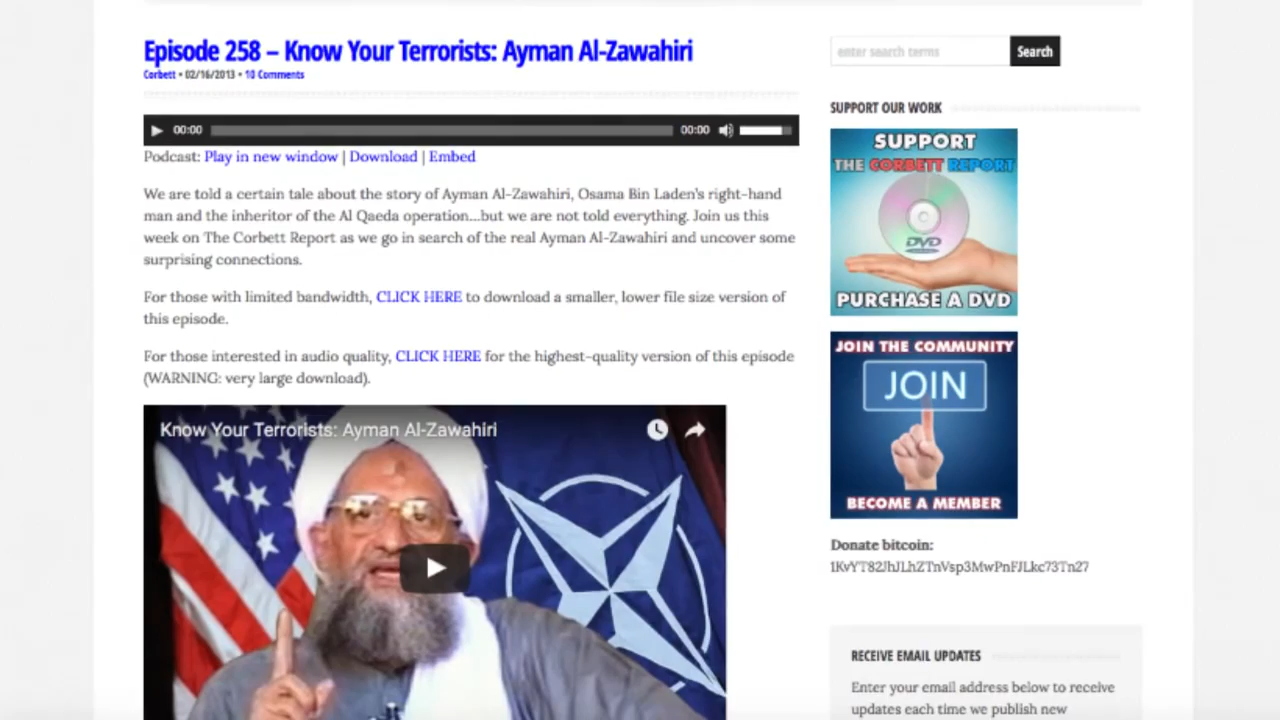 Episode 258 – Know Your Terrorists: Ayman Al-Zawahiri
Corbett • 02/16/2013 • 10 Comments
00:00
00:00
Podcast: Play in new window | Download | Embed
We are told a certain tale about the story of Ayman Al-Zawahiri, Osama Bin Laden's right-hand
man and the inheritor of the Al Qaeda operation...but we are not told everything. Join us this
week on The Corbett Report as we go in search of the real Ayman Al-Zawahiri and uncover some
surprising connections.
For those with limited bandwidth, CLICK HERE to download a smaller, lower file size version of
this episode.
For those interested in audio quality, CLICK HERE for the highest-quality version of this episode
(WARNING: very large download).
Know Your Terrorists: Ayman Al-Zawahiri
enter search terms
Search
SUPPORT OUR WORK
SUPPORT
THE CORBETT REPORT
DVD
PURCHASE A DVD
JOIN THE COMMUNITY
JOIN
BECOME A MEMBER
Donate bitcoin:
1KvYT82JhJLhZTnVsp3MwPnFJLkc73Tn27
RECEIVE EMAIL UPDATES
Enter your email address below to receive
updates each time we publish new